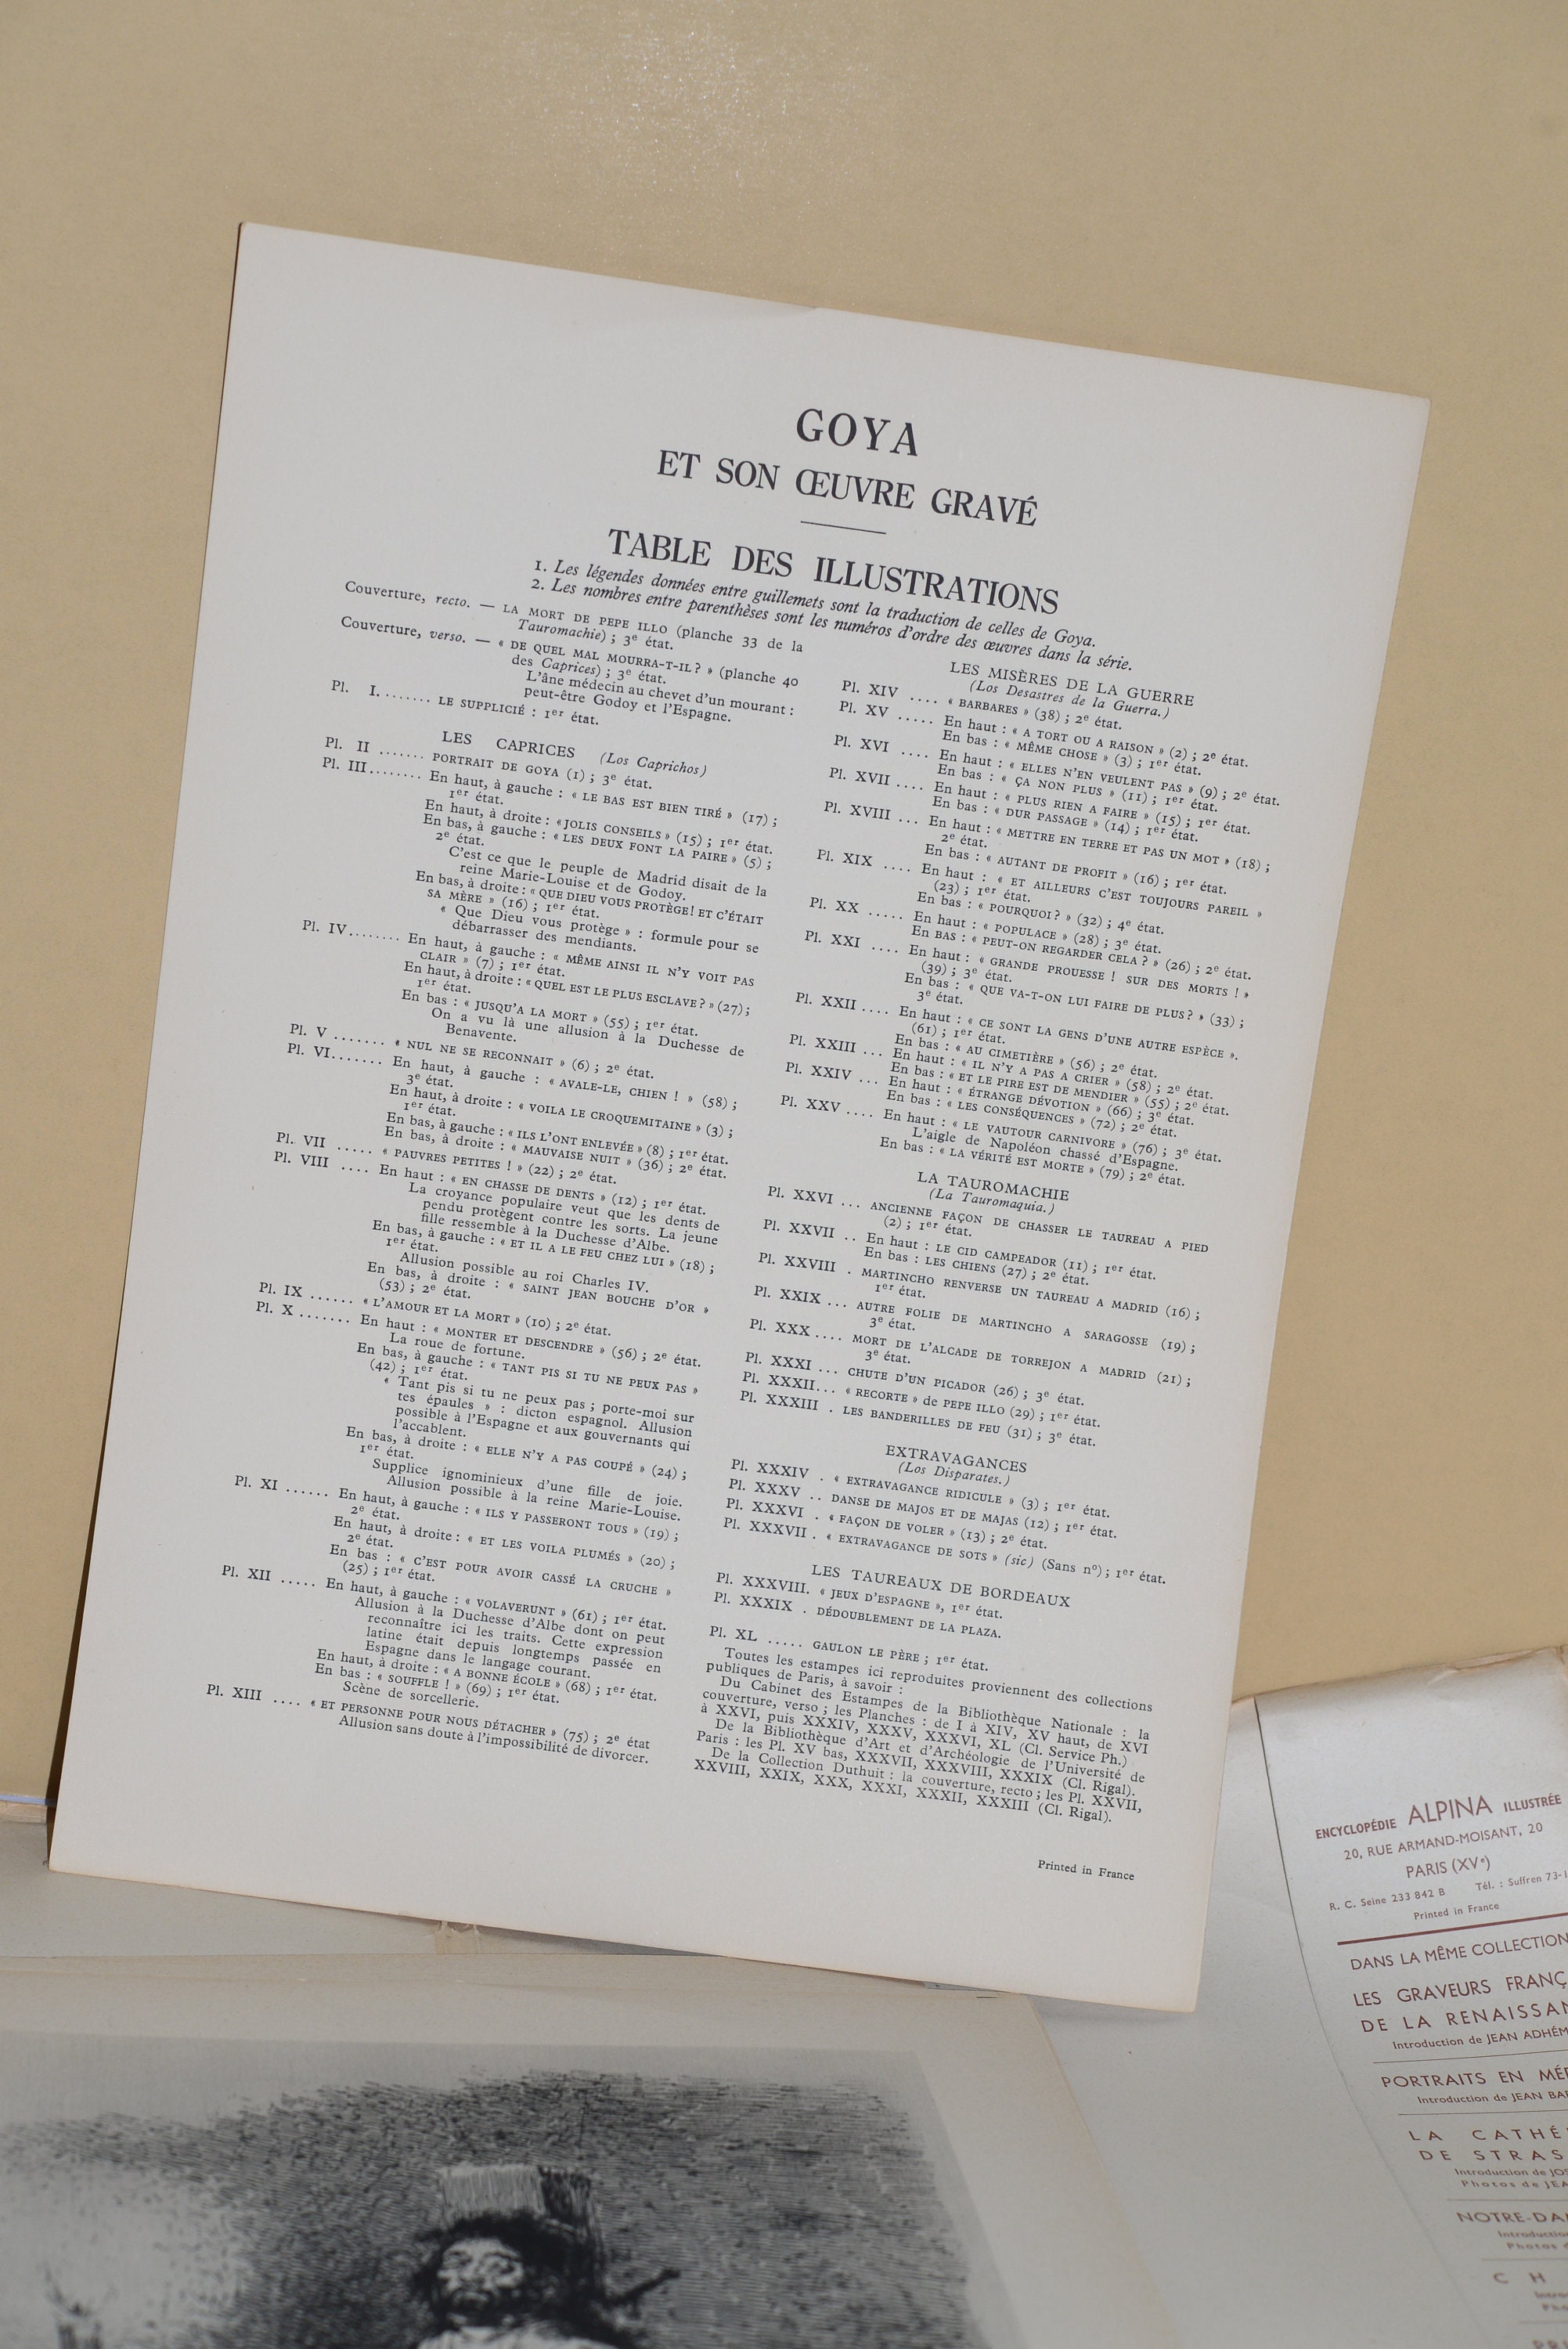 GOYA
ET SON ŒUVRE GRAVÉ
TABLE DES ILLUSTRATIONS
1. Les légendes données entre guillemets sont la traduction de celles de Goya.
2. Les nombres entre parenthèses sont les numéros d'ordre des œuvres dans la série.
Couverture, recto. — LA MORT DE PEPE ILLO (planche 33 de la
Tauromachie) ; 3e état.
Couverture, verso. — « DE QUEL MAL MOURRA-T-IL ? » (planche 40
des Caprices) ; 3e état.
L'âne médecin au chevet d'un mourant :
peut-être Godoy et l'Espagne.
Pl. I. ....... LE SUPPLICIÉ : 1er état.
LES CAPRICES (Los Caprichos)
Pl. II ....... PORTRAIT DE GOYA (1) ; 3e état.
Pl. III........ En haut, à gauche : « LE BAS EST BIEN TIRÉ » (17) ;
1er état.
En haut, à droite : « JOLIS CONSEILS » (15) ; 1er état.
En bas, à gauche : « LES DEUX FONT LA PAIRE » (5) ;
2e état.
C'est ce que le peuple de Madrid disait de la
reine Marie-Louise et de Godoy.
En bas, à droite : « QUE DIEU VOUS PROTÈGE ! ET C'ÉTAIT
SA MÈRE » (16) ; 1er état.
« Que Dieu vous protège » : formule pour se
débarrasser des mendiants.
Pl. IV........ En haut, à gauche : « MÊME AINSI IL N'Y VOIT PAS
CLAIR » (7) ; 1er état.
En haut, à droite : « QUEL EST LE PLUS ESCLAVE ? » (27) ;
1er état.
En bas : « JUSQU'A LA MORT » (55) ; 1er état.
On a vu là une allusion à la Duchesse de
Benavente.
Pl. V ....... « NUL NE SE RECONNAIT » (6) ; 2e état.
Pl. VI....... En haut, à gauche : « AVALE-LE, CHIEN ! » (58) ;
3e état.
En haut, à droite : « VOILA LE CROQUEMITAINE » (3) ;
1er état.
En bas, à gauche : « ILS L'ONT ENLEVÉE » (8) ; 1er état.
En bas, à droite : « MAUVAISE NUIT » (36) ; 2e état.
Pl. VII ..... « PAUVRES PETITES ! » (22) ; 2e état.
Pl. VIII .... En haut : « EN CHASSE DE DENTS » (12) ; 1er état.
La croyance populaire veut que les dents de
pendu protègent contre les sorts. La jeune
fille ressemble à la Duchesse d'Albe.
En bas, à gauche : « ET IL A LE FEU CHEZ LUI » (18) ;
1er état.
Allusion possible au roi Charles IV.
En bas, à droite : « SAINT JEAN BOUCHE D'OR »
(53) ; 2e état.
Pl. IX ...... « L'AMOUR ET LA MORT » (10) ; 2e état.
Pl. X ....... En haut : « MONTER ET DESCENDRE » (56) ; 2e état.
La roue de fortune.
En bas, à gauche : « TANT PIS SI TU NE PEUX PAS »
(42) ; 1er état.
« Tant pis si tu ne peux pas ; porte-moi sur
tes épaules » : dicton espagnol. Allusion
possible à l'Espagne et aux gouvernants qui
l'accablent.
En bas, à droite : « ELLE N'Y A PAS COUPÉ » (24) ;
1er état.
Supplice ignominieux d'une fille de joie.
Allusion possible à la reine Marie-Louise.
Pl. XI ...... En haut, à gauche : « ILS Y PASSERONT TOUS » (19) ;
2e état.
En haut, à droite : « ET LES VOILA PLUMÉS » (20) ;
2e état.
En bas : « C'EST POUR AVOIR CASSÉ LA CRUCHE »
(25) ; 1er état.
Pl. XII ..... En haut, à gauche : « VOLAVERUNT » (61) ; 1er état.
Allusion à la Duchesse d'Albe dont on peut
reconnaître ici les traits. Cette expression
latine était depuis longtemps passée en
Espagne dans le langage courant.
En haut, à droite : « A BONNE ÉCOLE » (68) ; 1er état.
En bas : « SOUFFLE ! » (69) ; 1er état.
Scène de sorcellerie.
Pl. XIII .... « ET PERSONNE POUR NOUS DÉTACHER » (75) ; 2e état
Allusion sans doute à l'impossibilité de divorcer.
LES MISÈRES DE LA GUERRE
(Los Desastres de la Guerra.)
Pl. XIV .... « BARBARES » (38) ; 2e état.
Pl. XV ..... En haut : « A TORT OU A RAISON » (2) ; 2e état.
En bas : « MÊME CHOSE » (3) ; 1er état.
Pl. XVI .... En haut : « ELLES N'EN VEULENT PAS » (9) ; 2e état.
En bas : « ÇA NON PLUS » (11) ; 1er état.
Pl. XVII .... En haut : « PLUS RIEN A FAIRE » (15) ; 1er état.
En bas : « DUR PASSAGE » (14) ; 1er état.
Pl. XVIII ... En haut : « METTRE EN TERRE ET PAS UN MOT » (18) ;
2e état.
En bas : « AUTANT DE PROFIT » (16) ; 1er état.
Pl. XIX .... En haut : « ET AILLEURS C'EST TOUJOURS PAREIL »
(23) ; 1er état.
En bas : « POURQUOI ? » (32) ; 4e état.
Pl. XX ..... En haut : « POPULACE » (28) ; 3e état.
En BAS : « PEUT-ON REGARDER CELA ? » (26) ; 2e état.
Pl. XXI .... En haut : « GRANDE PROUESSE ! SUR DES MORTS ! »
(39) ; 3e état.
En bas : « QUE VA-T-ON LUI FAIRE DE PLUS ? » (33) ;
3e état.
Pl. XXII .... En haut : « CE SONT LA GENS D'UNE AUTRE ESPÈCE ».
(61) ; 1er état.
En bas : « AU CIMETIÈRE » (56) ; 2e état.
Pl. XXIII ... En haut : « IL N'Y A PAS A CRIER » (58) ; 2e état.
En bas : « ET LE PIRE EST DE MENDIER » (55) ; 2e état.
Pl. XXIV ... En haut : « ÉTRANGE DÉVOTION » (66) ; 3e état.
En bas : « LES CONSÉQUENCES » (72) ; 2e état.
Pl. XXV .... En haut : « LE VAUTOUR CARNIVORE » (76) ; 3e état.
L'aigle de Napoléon chassé d'Espagne.
En bas : « LA VÉRITÉ EST MORTE » (79) ; 2e état.
LA TAUROMACHIE
(La Tauromaquia.)
Pl. XXVI ... ANCIENNE FAÇON DE CHASSER LE TAUREAU A PIED
(2) ; 1er état.
Pl. XXVII .. En haut : LE CID CAMPEADOR (11) ; 1er état.
En bas : LES CHIENS (27) ; 2e état.
Pl. XXVIII . MARTINCHO RENVERSE UN TAUREAU A MADRID (16) ;
1er état.
Pl. XXIX ... AUTRE FOLIE DE MARTINCHO A SARAGOSSE (19) ;
3e état.
Pl. XXX .... MORT DE L'ALCADE DE TORREJON A MADRID (21) ;
3e état.
Pl. XXXI ... CHUTE D'UN PICADOR (26) ; 3e état.
Pl. XXXII... « RECORTE » de PEPE ILLO (29) ; 1er état.
Pl. XXXIII . LES BANDERILLES DE FEU (31) ; 3e état.
EXTRAVAGANCES
(Los Disparates.)
Pl. XXXIV . « EXTRAVAGANCE RIDICULE » (3) ; 1er état.
Pl. XXXV .. DANSE DE MAJOS ET DE MAJAS (12) ; 1er état.
Pl. XXXVI . « FAÇON DE VOLER » (13) ; 2e état.
Pl. XXXVII . « EXTRAVAGANCE DE SOTS » (sic) (Sans no) ; 1er état.
LES TAUREAUX DE BORDEAUX
Pl. XXXVIII. « JEUX D'ESPAGNE », 1er état.
Pl. XXXIX . DÉDOUBLEMENT DE LA PLAZA.
Pl. XL ..... GAULON LE PÈRE ; 1er état.
Toutes les estampes ici reproduites proviennent des collections
publiques de Paris, à savoir :
Du Cabinet des Estampes de la Bibliothèque Nationale : la
couverture, verso ; les Planches : de I à XIV, XV haut, de XVI
à XXVI, puis XXXIV, XXXV, XXXVI, XL (Cl. Service Ph.)
De la Bibliothèque d'Art et d'Archéologie de l'Université de
Paris : les Pl. XV bas, XXXVII, XXXVIII, XXXIX (Cl. Rigal).
De la Collection Duthuit : la couverture, recto ; les Pl. XXVII,
XXVIII, XXIX, XXX, XXXI, XXXII, XXXIII (Cl. Rigal).
Printed in France
ENCYCLOPÉDIE ALPINA ILLUSTRÉE
20, RUE ARMAND-MOISANT, 20
PARIS (XVe)
R. C. Seine 233 842 B Tél. : Suffren 73-
Printed in France
DANS LA MÊME COLLECTION
LES GRAVEURS FRANÇ
DE LA RENAISSAN
Introduction de JEAN ADHÉM
PORTRAITS EN MÉ
Introduction de JEAN BA
LA CATHÉ
DE STRAS
Introduction de JOS
Photos de JEA
NOTRE-DA
Introduction
Photos d
C H